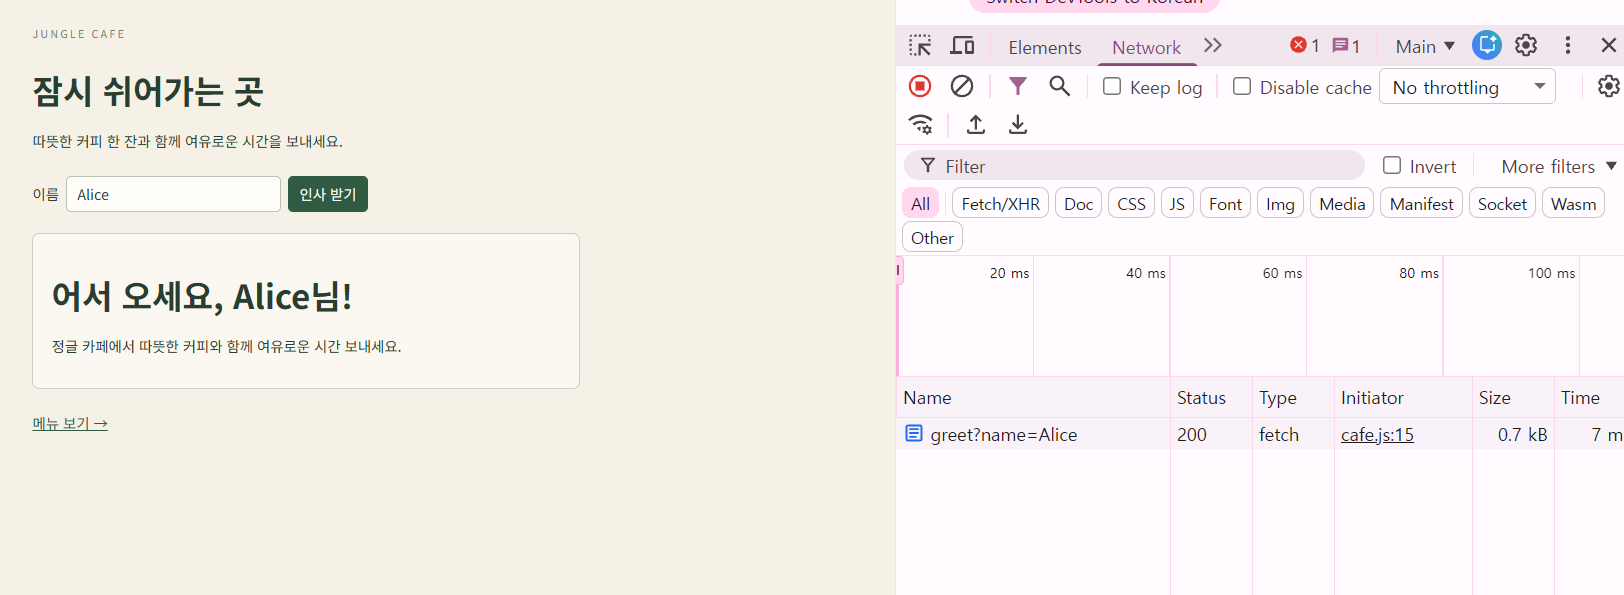 JUNGLE CAFE
잠시 쉬어가는 곳
따뜻한 커피 한 잔과 함께 여유로운 시간을 보내세요.
이름 Alice 인사 받기
어서 오세요, Alice님!
정글 카페에서 따뜻한 커피와 함께 여유로운 시간 보내세요.
메뉴 보기 →
Switch DevTools to Korean
Elements Network 1 1 Main
Keep log Disable cache No throttling
Filter Invert More filters
All Fetch/XHR Doc CSS JS Font Img Media Manifest Socket Wasm
Other
20 ms 40 ms 60 ms 80 ms 100 ms
Name Status Type Initiator Size Time
greet?name=Alice 200 fetch cafe.js:15 0.7 kB 7 m